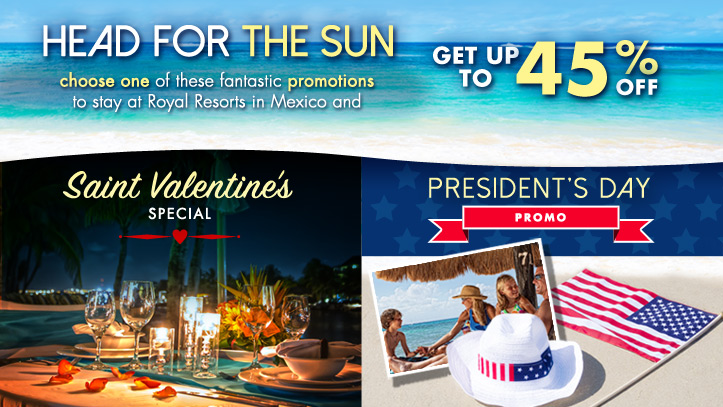 HEAD FOR THE SUN
choose one of these fantastic promotions
to stay at Royal Resorts in Mexico and
GET UP
TO 45% OFF
Saint Valentine's
SPECIAL
PRESIDENT'S DAY
PROMO
7